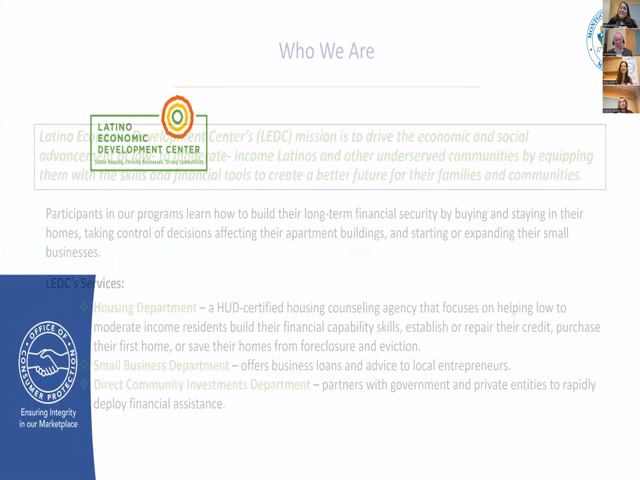 Who We Are
LATINO
ECONOMIC
DEVELOPMENT CENTER
Stable Housing. Thriving Businesses. Strong Communities.
Latino Economic Development Center's (LEDC) mission is to drive the economic and social
advancement of low- to moderate- income Latinos and other underserved communities by equipping
them with the skills and financial tools to create a better future for their families and communities.
Participants in our programs learn how to build their long-term financial security by buying and staying in their
homes, taking control of decisions affecting their apartment buildings, and starting or expanding their small
businesses.
LEDC's Services:
Housing Department – a HUD-certified housing counseling agency that focuses on helping low to
moderate income residents build their financial capability skills, establish or repair their credit, purchase
their first home, or save their homes from foreclosure and eviction.
Small Business Department – offers business loans and advice to local entrepreneurs.
Direct Community Investments Department – partners with government and private entities to rapidly
deploy financial assistance.
OFFICE OF
CONSUMER PROTECTION
Ensuring Integrity
in our Marketplace